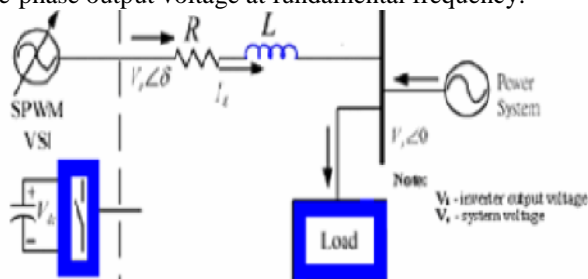 e-phase output voltage at fundamental frequency.
R
L
SPWM
VSI
Power
System
Note:
Vi - inverter output voltage
Vs - system voltage
Load